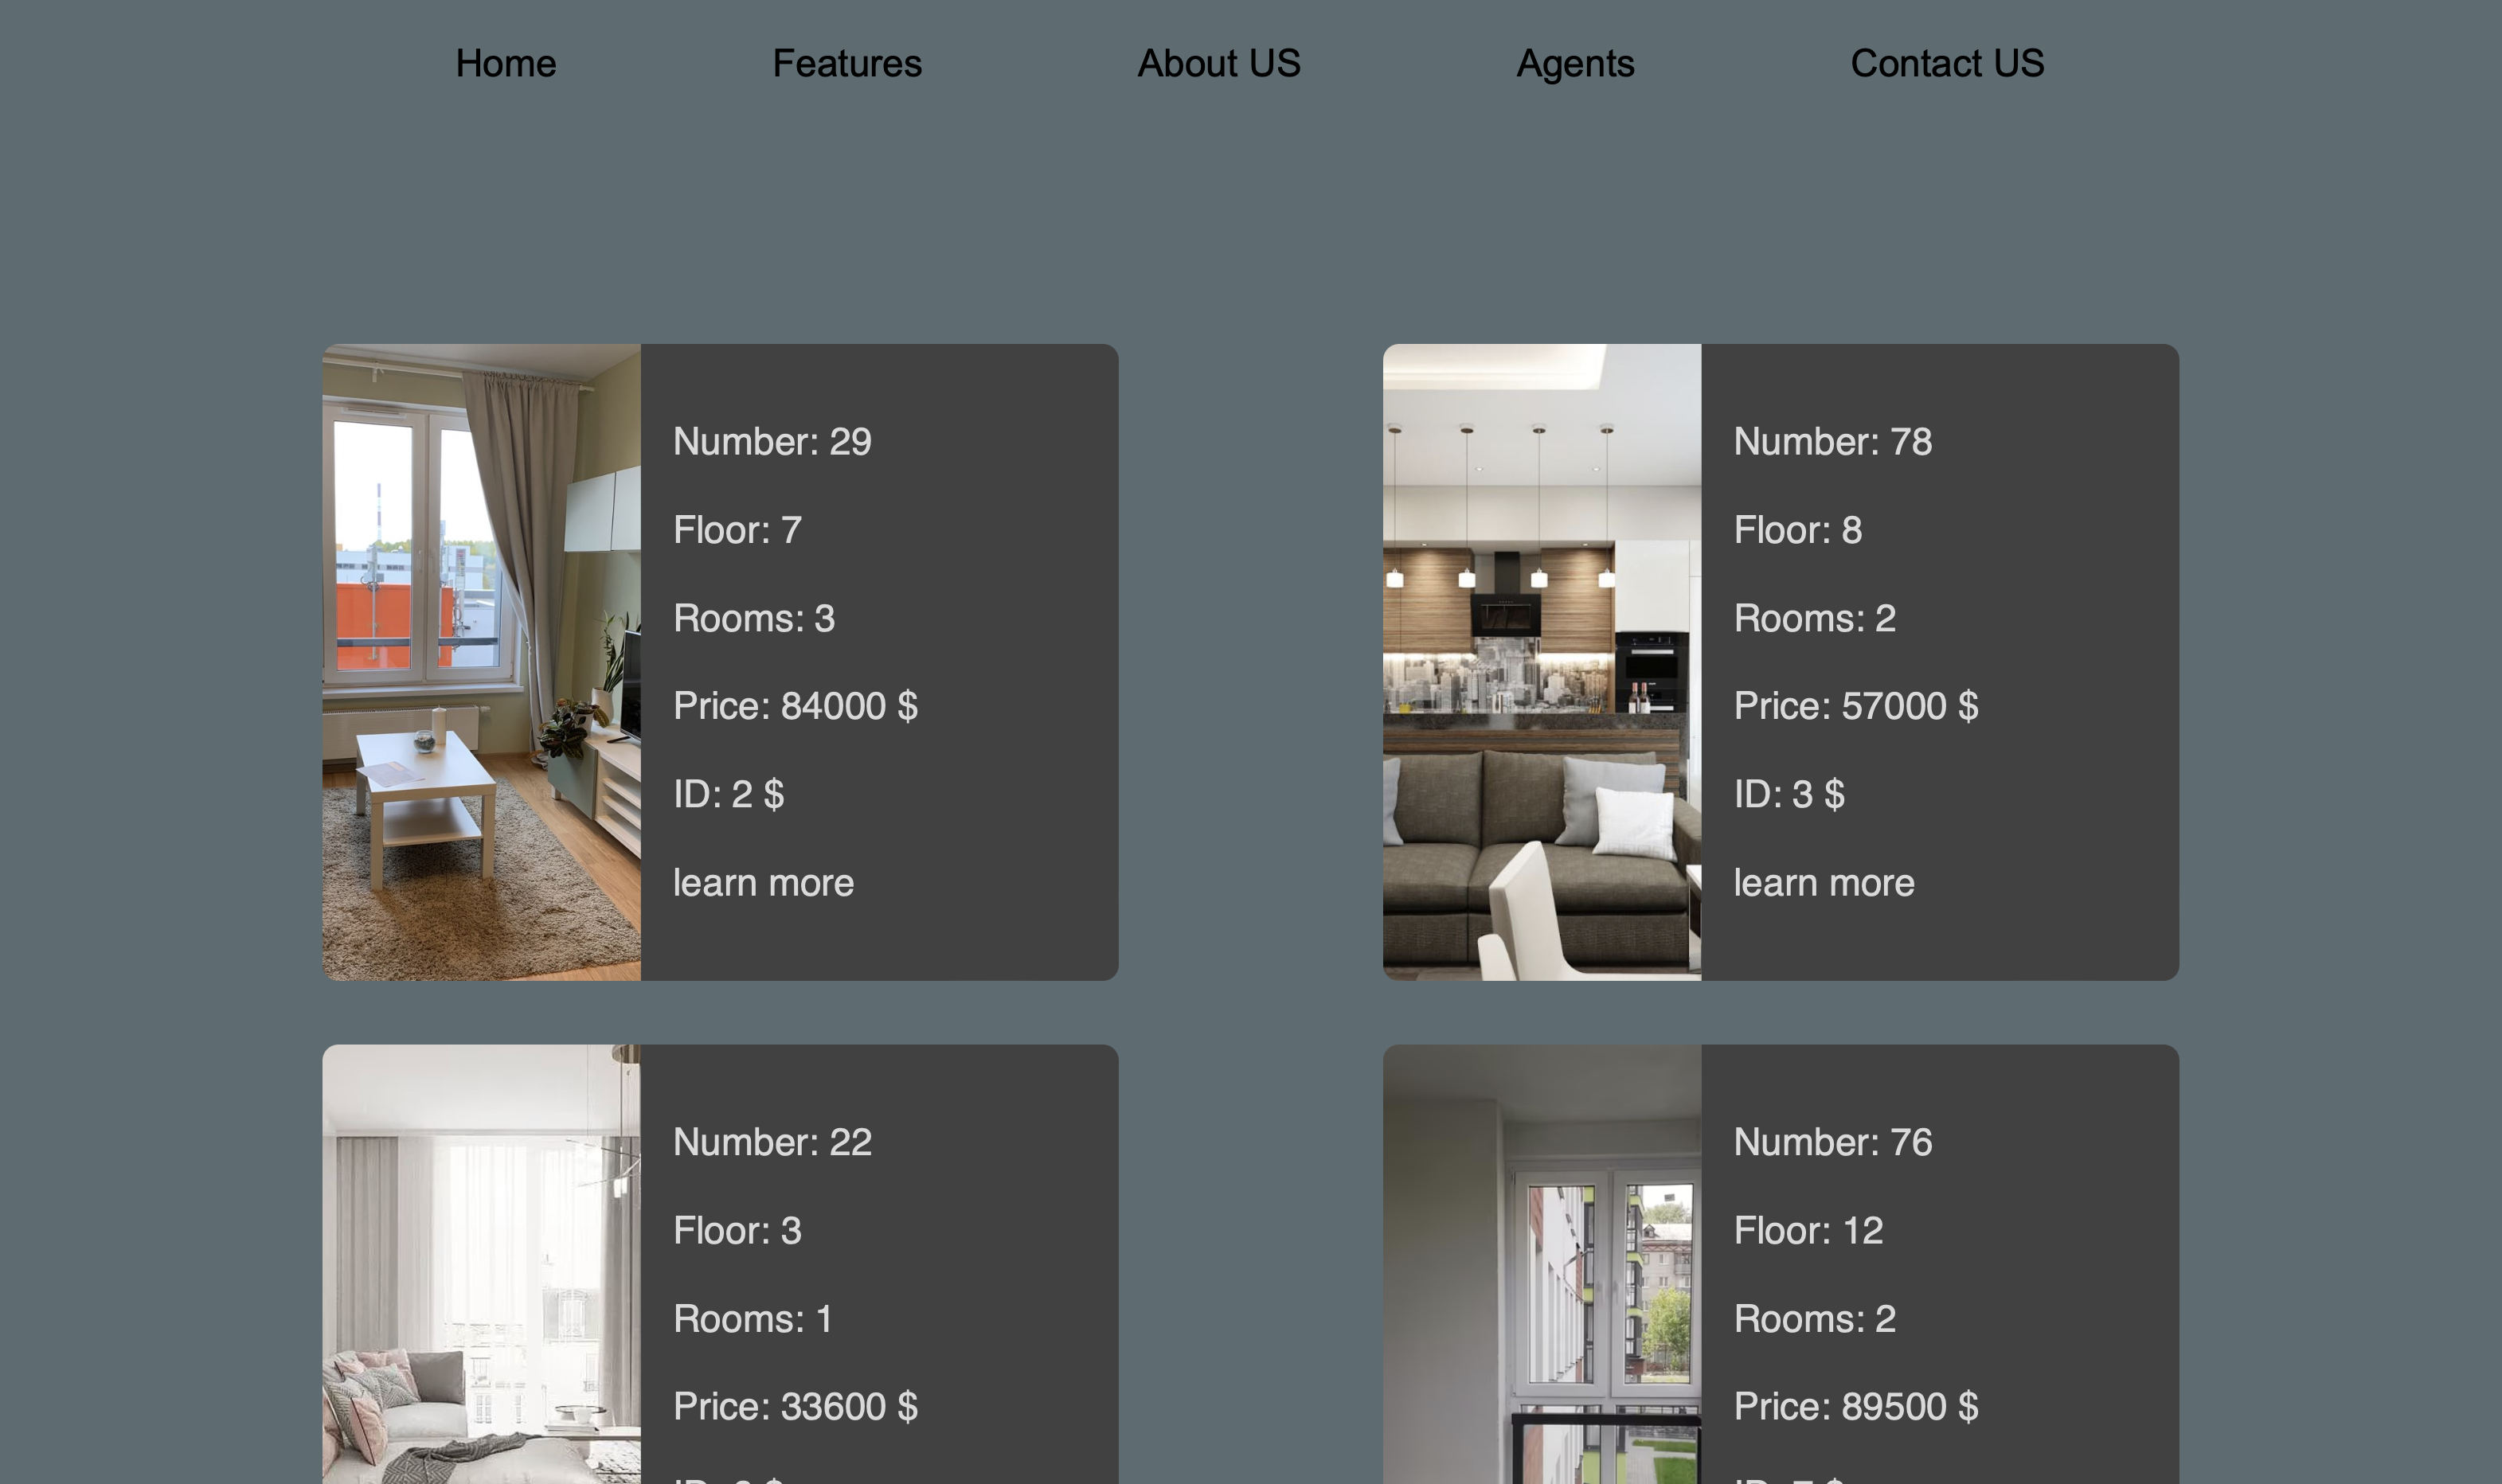 Home Features About US Agents Contact US
Number: 29
Floor: 7
Rooms: 3
Price: 84000 $
ID: 2 $
learn more
Number: 78
Floor: 8
Rooms: 2
Price: 57000 $
ID: 3 $
learn more
Number: 22
Floor: 3
Rooms: 1
Price: 33600 $
Number: 76
Floor: 12
Rooms: 2
Price: 89500 $